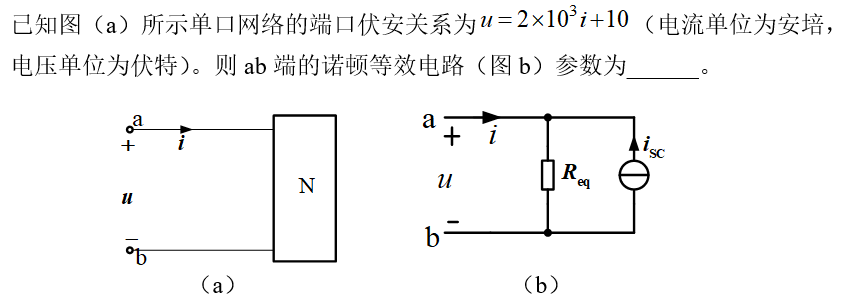 已知图（a）所示单口网络的端口伏安关系为u = 2×10³i+10（电流单位为安培，
电压单位为伏特）。则 ab 端的诺顿等效电路（图 b）参数为______。
a
+
i
u
N
−
b
（a）
a
+
i
u
R_eq
i_SC
−
b
（b）